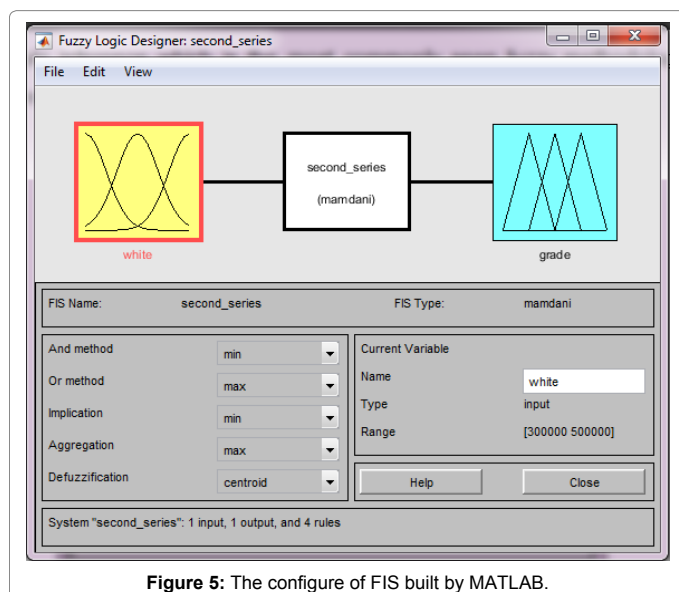 Fuzzy Logic Designer: second_series
File Edit View
second_series
(mamdani)
white
grade
FIS Name: second_series FIS Type: mamdani
And method min
Or method max
Implication min
Aggregation max
Defuzzification centroid
Current Variable
Name white
Type input
Range [300000 500000]
Help Close
System "second_series": 1 input, 1 output, and 4 rules
Figure 5: The configure of FIS built by MATLAB.